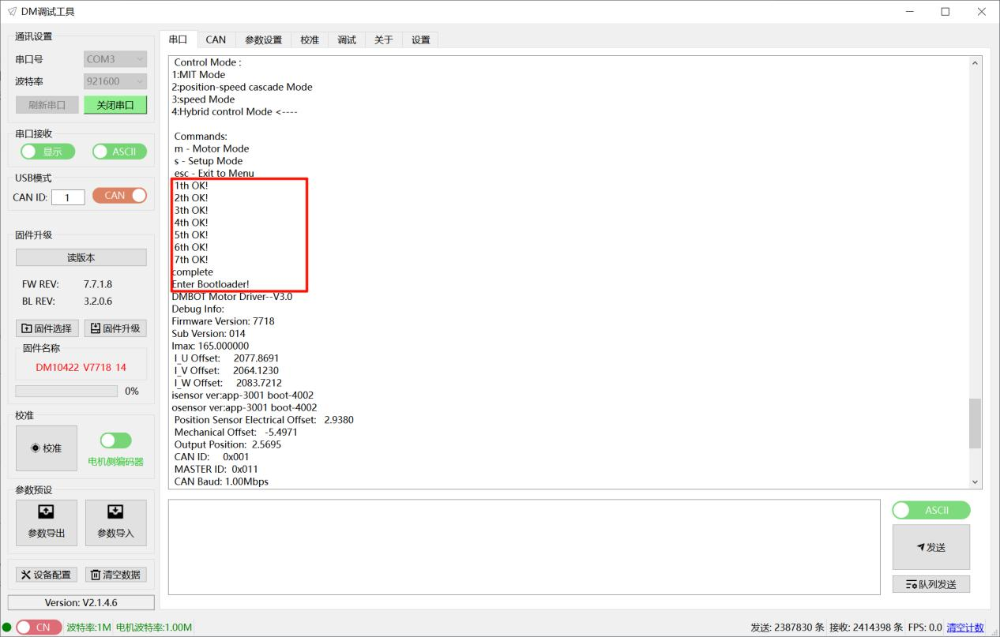 DM调试工具
通讯设置
串口号 COM3
波特率 921600
刷新串口 关闭串口
串口接收
显示 ASCII
USB模式
CAN ID: 1 CAN
固件升级
读版本
FW REV: 7.7.1.8
BL REV: 3.2.0.6
固件选择 固件升级
固件名称
DM10422 V7718 14
0%
校准
校准
电机侧编码器
参数预设
参数导出 参数导入
设备配置 清空数据
Version: V2.1.4.6
串口 CAN 参数设置 校准 调试 关于 设置
Control Mode :
1:MIT Mode
2:position-speed cascade Mode
3:speed Mode
4:Hybrid control Mode <----
Commands:
m - Motor Mode
s - Setup Mode
esc - Exit to Menu
1th OK!
2th OK!
3th OK!
4th OK!
5th OK!
6th OK!
7th OK!
complete
Enter Bootloader!
DMBOT Motor Driver--V3.0
Debug Info:
Firmware Version: 7718
Sub Version: 014
Imax: 165.000000
I_U Offset: 2077.8691
I_V Offset: 2064.1230
I_W Offset: 2083.7212
isensor ver:app-3001 boot-4002
osensor ver:app-3001 boot-4002
Position Sensor Electrical Offset: 2.9380
Mechanical Offset: -5.4971
Output Position: 2.5695
CAN ID: 0x001
MASTER ID: 0x011
CAN Baud: 1.00Mbps
ASCII
发送
队列发送
CN 波特率:1M 电机波特率:1.00M
发送: 2387830 条 接收: 2414398 条 FPS: 0.0 清空计数